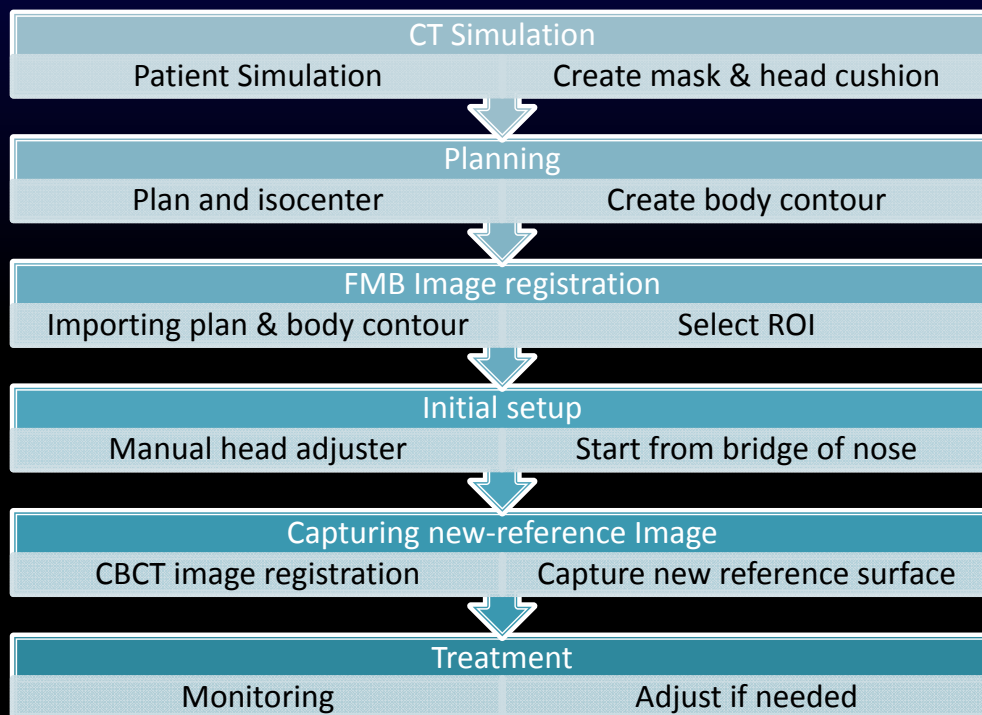 CT Simulation
Patient Simulation Create mask & head cushion
Planning
Plan and isocenter Create body contour
FMB Image registration
Importing plan & body contour Select ROI
Initial setup
Manual head adjuster Start from bridge of nose
Capturing new-reference Image
CBCT image registration Capture new reference surface
Treatment
Monitoring Adjust if needed